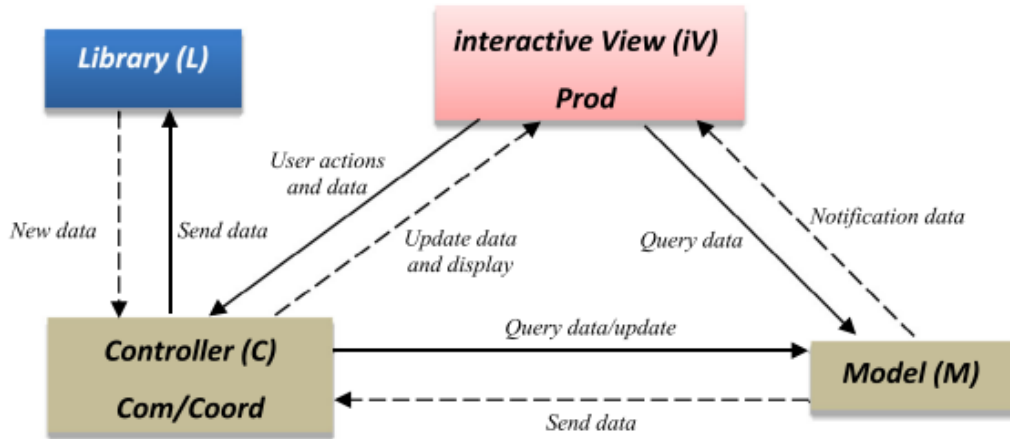 Library (L)
interactive View (iV)
Prod
User actions
and data
New data
Send data
Update data
and display
Query data
Notification data
Query data/update
Controller (C)
Com/Coord
Model (M)
Send data